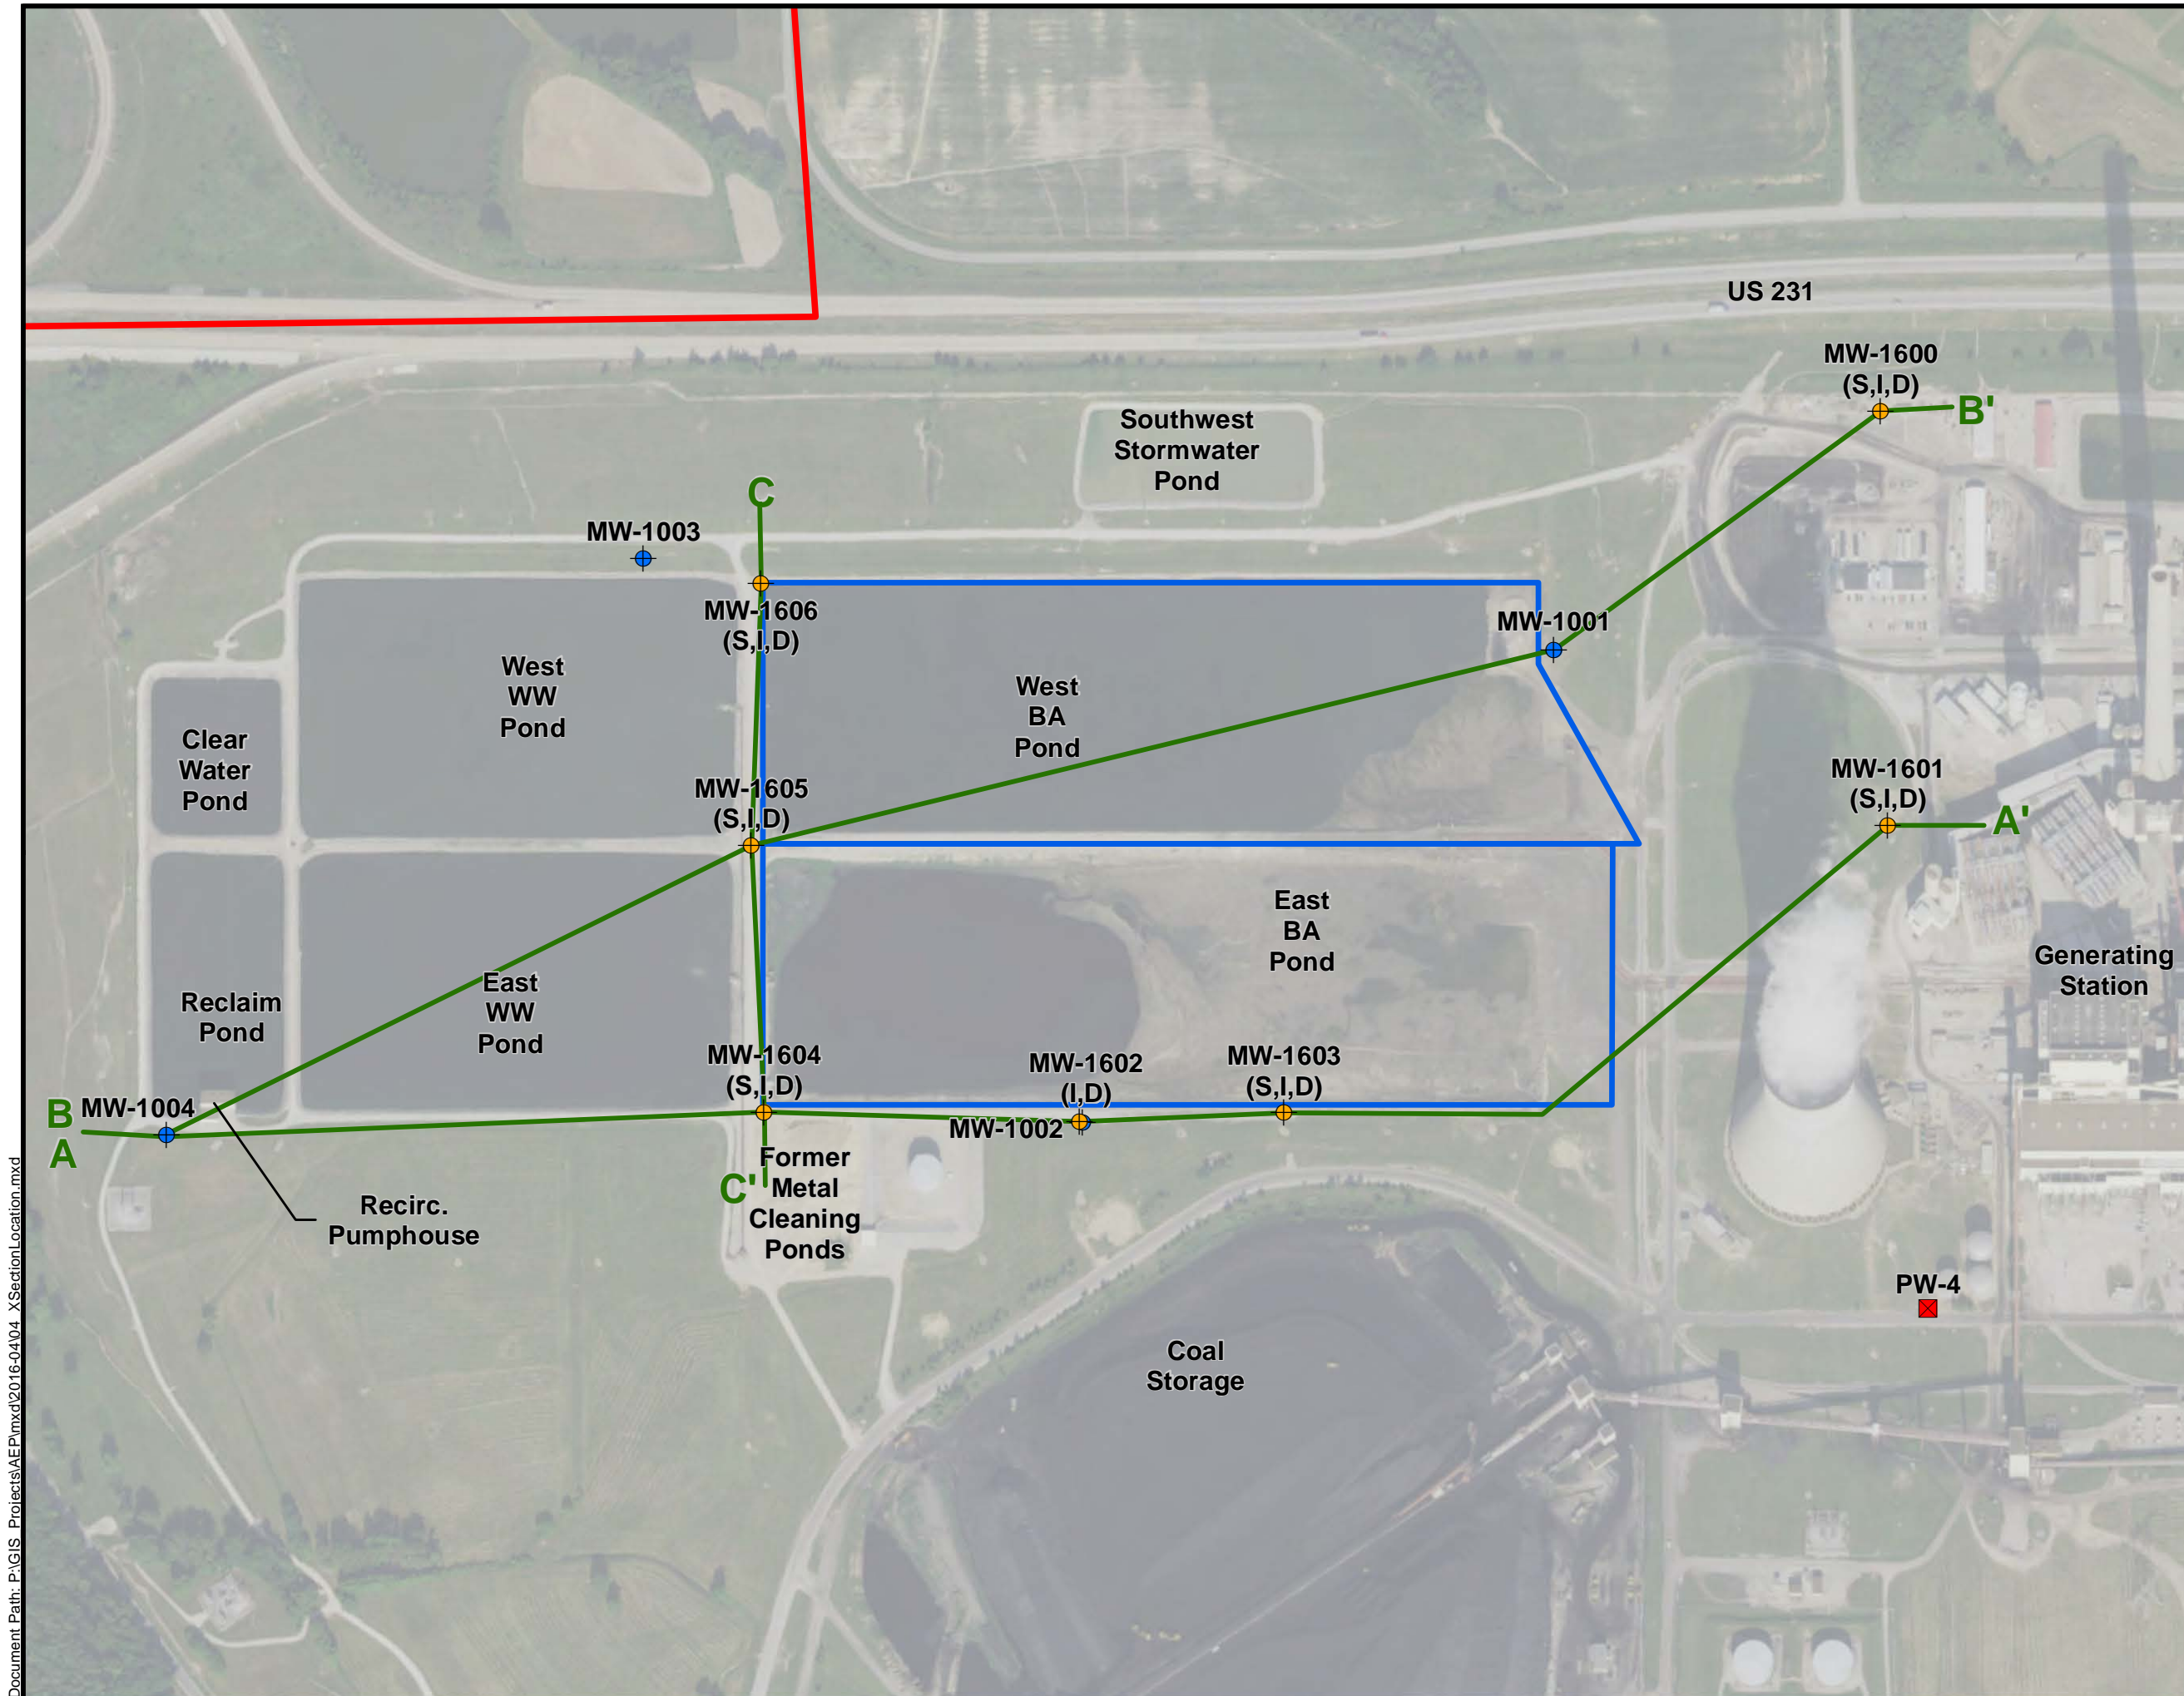 US 231
MW-1600
(S,I,D)
B'
Southwest
Stormwater
Pond
C
MW-1003
MW-1606
(S,I,D)
MW-1001
West
WW
Pond
West
BA
Pond
Clear
Water
Pond
MW-1605
(S,I,D)
MW-1601
(S,I,D)
A'
East
BA
Pond
Generating
Station
Reclaim
Pond
East
WW
Pond
MW-1604
(S,I,D)
MW-1602
(I,D)
MW-1603
(S,I,D)
B
MW-1004
A
MW-1002
Former
Metal
Cleaning
Ponds
C'
Recirc.
Pumphouse
PW-4
Coal
Storage
Document Path: P:\GIS_Projects\AEP\mxd\2016-04\04_XSectionLocation.mxd